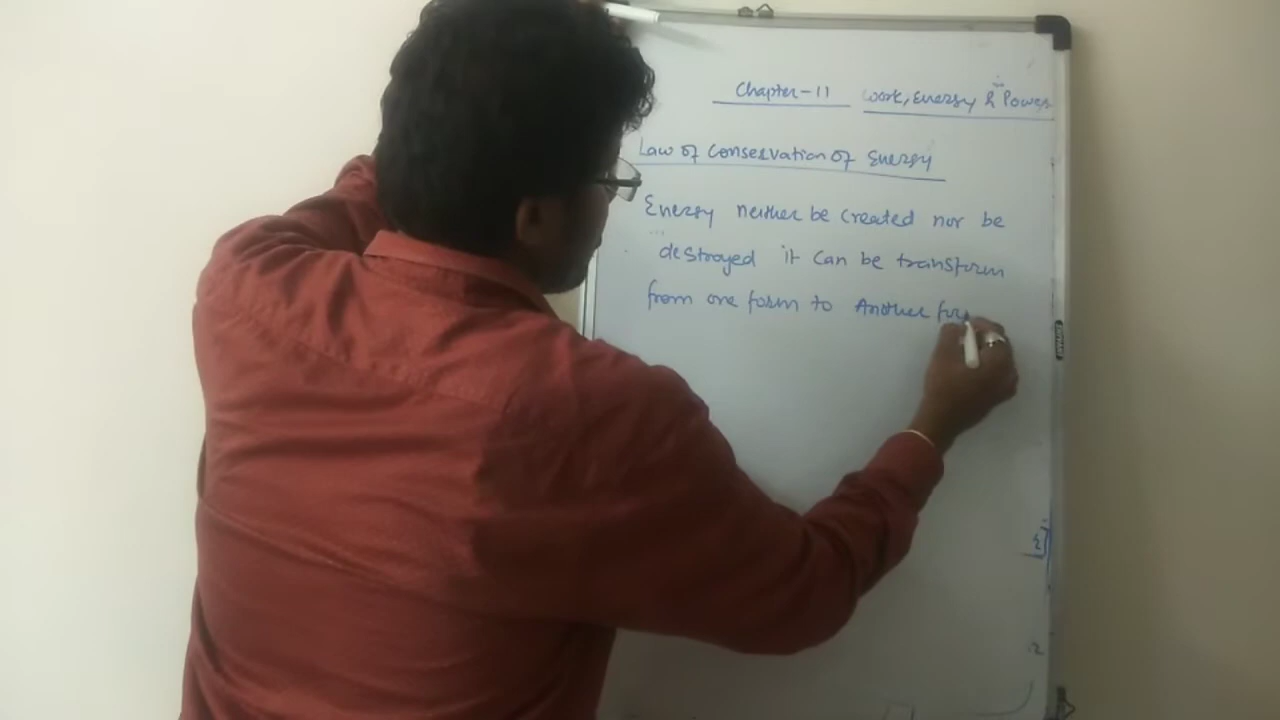 Chapter-11 Work, Energy & Power
Law of Conservation of Energy
Energy neither be created nor be
destroyed it can be transform
from one form to Another for